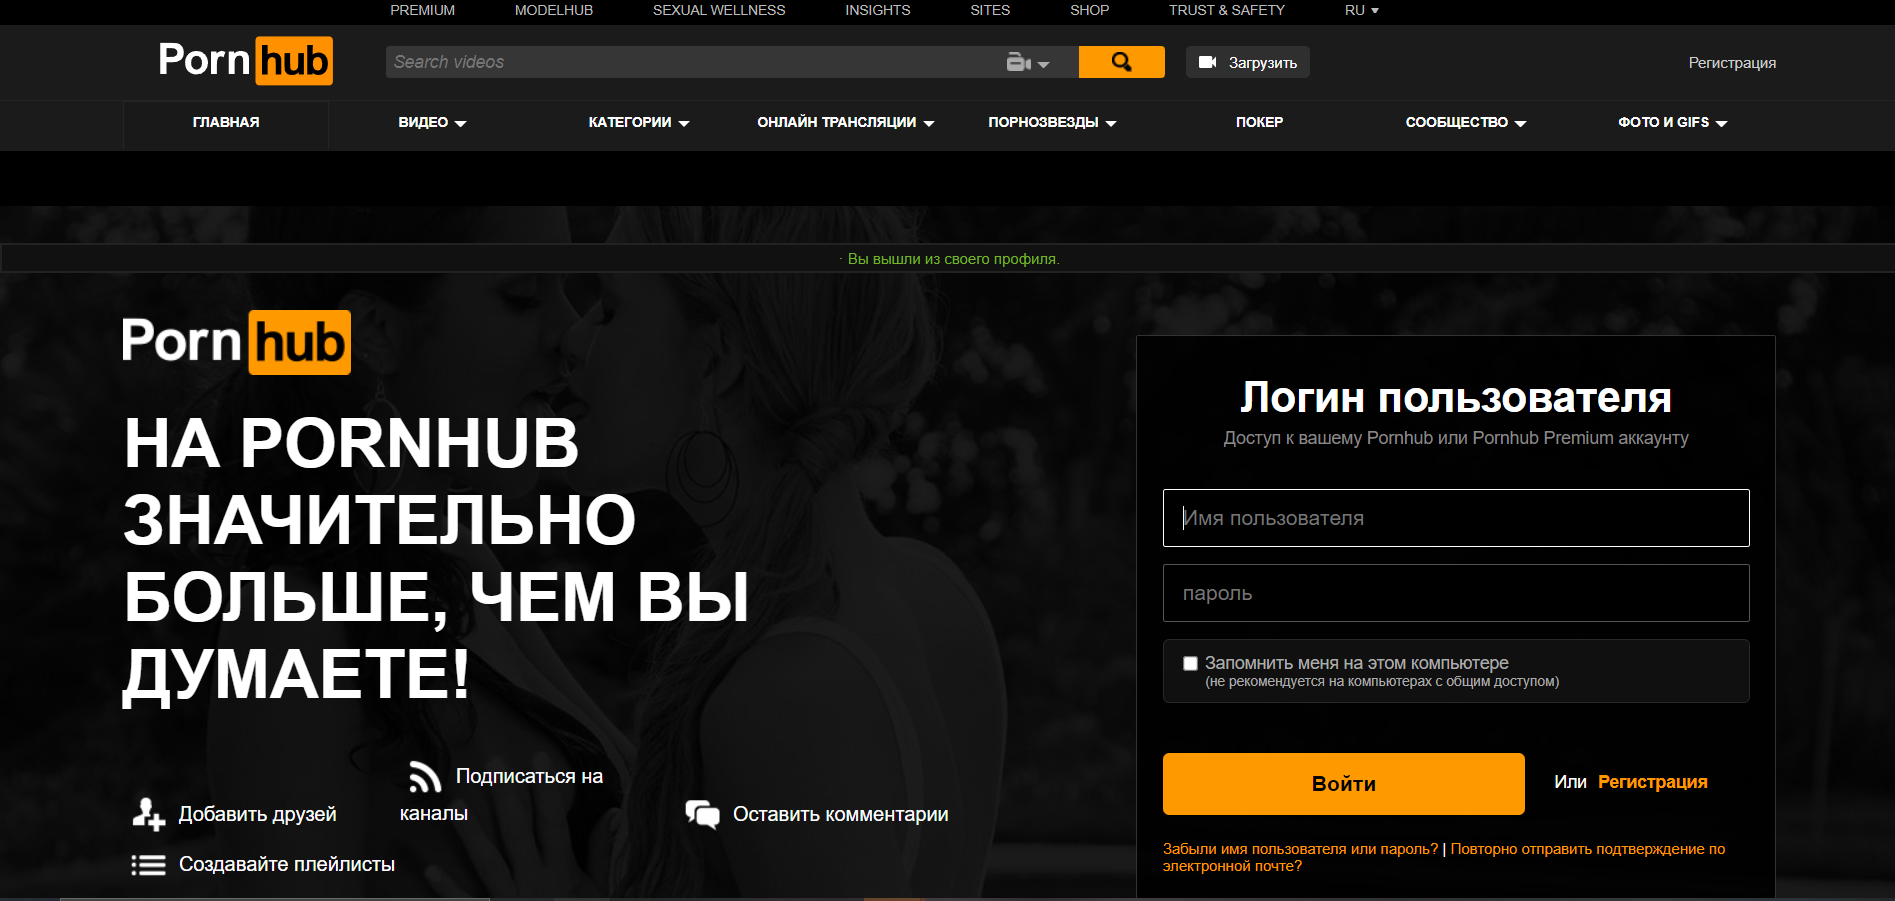 PREMIUM MODELHUB SEXUAL WELLNESS INSIGHTS SITES SHOP TRUST & SAFETY RU
Pornhub Search videos Загрузить Регистрация
ГЛАВНАЯ ВИДЕО КАТЕГОРИИ ОНЛАЙН ТРАНСЛЯЦИИ ПОРНОЗВЕЗДЫ ПОКЕР СООБЩЕСТВО ФОТО И GIFS
· Вы вышли из своего профиля.
Pornhub
НА PORNHUB
ЗНАЧИТЕЛЬНО
БОЛЬШЕ, ЧЕМ ВЫ
ДУМАЕТЕ!
Добавить друзей
Подписаться на
каналы
Оставить комментарии
Создавайте плейлисты
Логин пользователя
Доступ к вашему Pornhub или Pornhub Premium аккаунту
Имя пользователя
пароль
Запомнить меня на этом компьютере
(не рекомендуется на компьютерах с общим доступом)
Войти Или Регистрация
Забыли имя пользователя или пароль? | Повторно отправить подтверждение по
электронной почте?